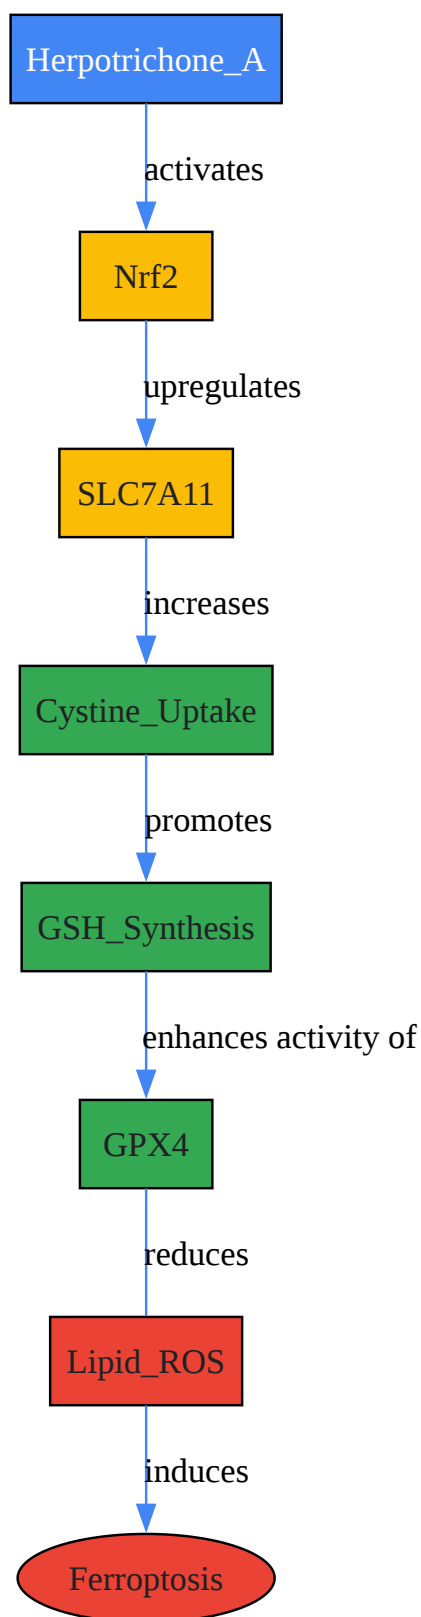 Herpotrichone_A
activates
Nrf2
upregulates
SLC7A11
increases
Cystine_Uptake
promotes
GSH_Synthesis
enhances activity of
GPX4
reduces
Lipid_ROS
induces
Ferroptosis